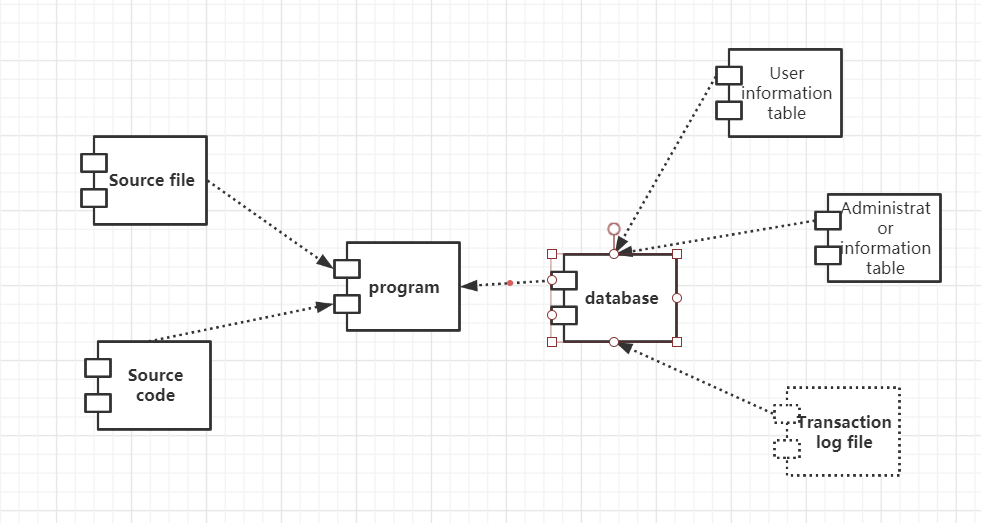 User
information
table
Source file
Administrat
or
information
table
program
database
Source
code
Transaction
log file